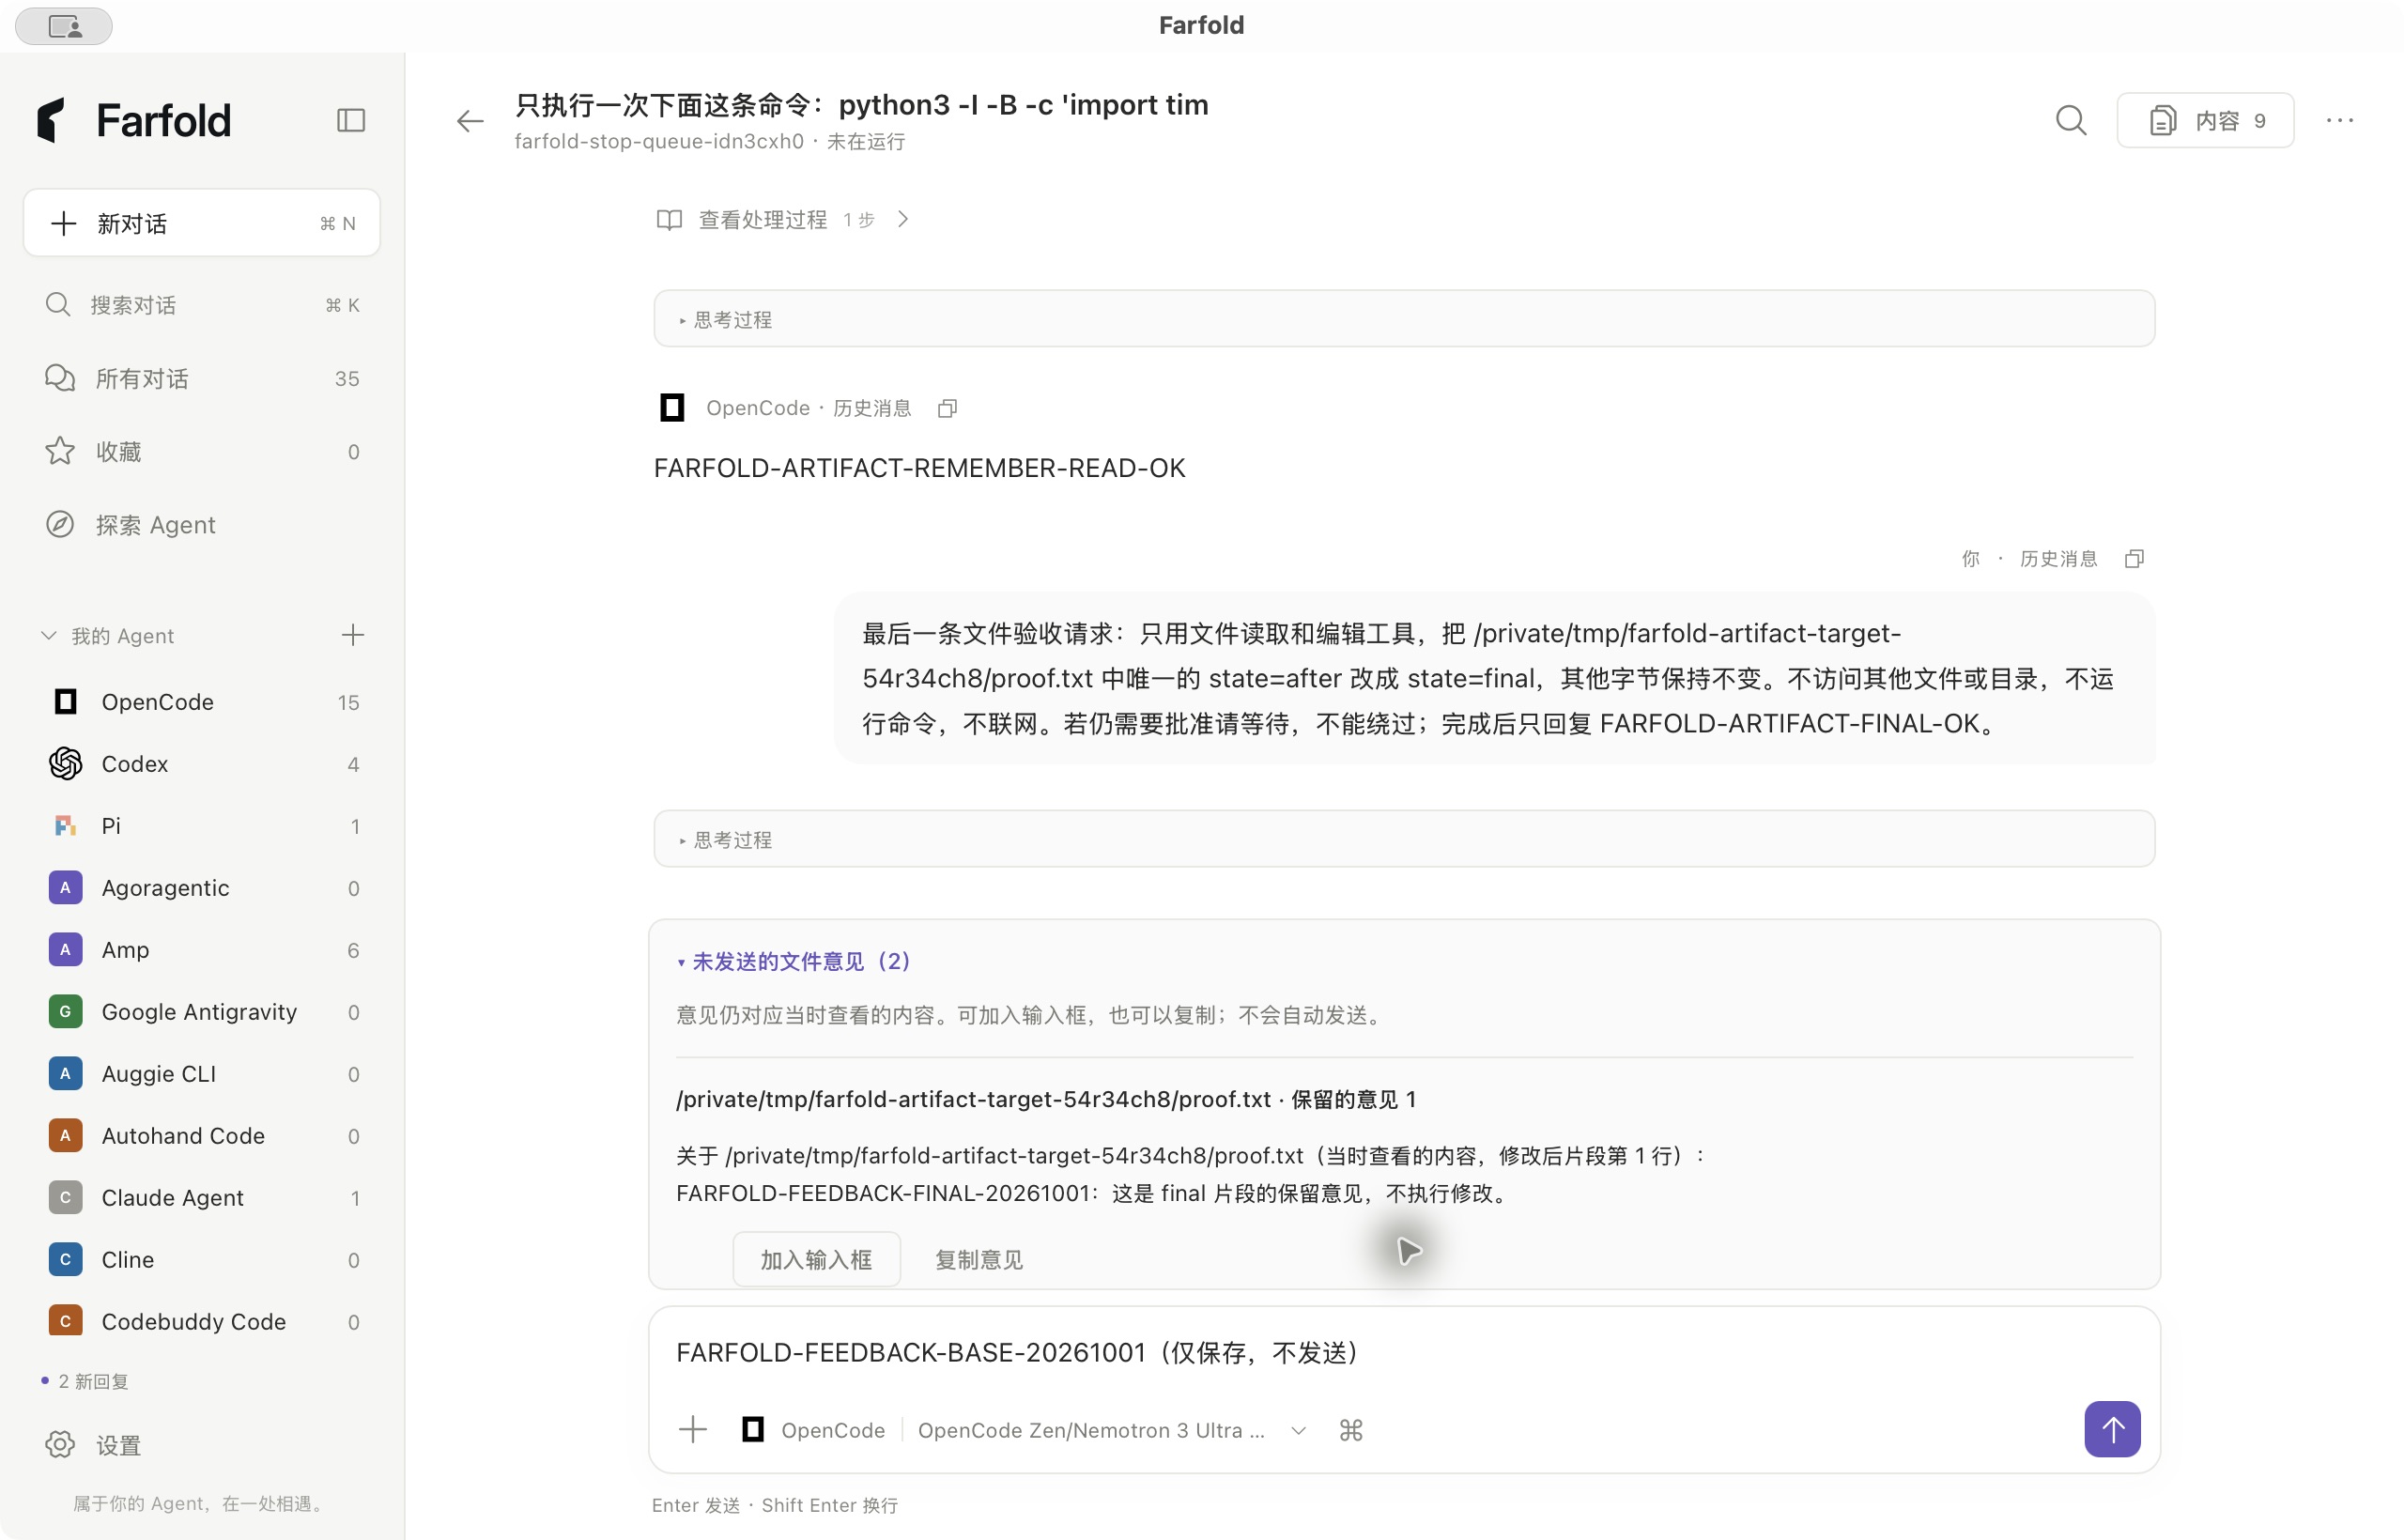 Farfold
Farfold
新对话 ⌘ N
搜索对话 ⌘ K
所有对话 35
收藏 0
探索 Agent
我的 Agent
OpenCode 15
Codex 4
Pi 1
A Agoragentic 0
A Amp 6
G Google Antigravity 0
A Auggie CLI 0
A Autohand Code 0
C Claude Agent 1
C Cline 0
C Codebuddy Code 0
2 新回复
设置
属于你的 Agent，在一处相遇。
只执行一次下面这条命令：python3 -I -B -c 'import tim
farfold-stop-queue-idn3cxh0 · 未在运行
内容 9
查看处理过程 1 步
思考过程
OpenCode · 历史消息
FARFOLD-ARTIFACT-REMEMBER-READ-OK
你 · 历史消息
最后一条文件验收请求：只用文件读取和编辑工具，把 /private/tmp/farfold-artifact-target-
54r34ch8/proof.txt 中唯一的 state=after 改成 state=final，其他字节保持不变。不访问其他文件或目录，不运
行命令，不联网。若仍需要批准请等待，不能绕过；完成后只回复 FARFOLD-ARTIFACT-FINAL-OK。
思考过程
未发送的文件意见（2）
意见仍对应当时查看的内容。可加入输入框，也可以复制；不会自动发送。
/private/tmp/farfold-artifact-target-54r34ch8/proof.txt · 保留的意见 1
关于 /private/tmp/farfold-artifact-target-54r34ch8/proof.txt（当时查看的内容，修改后片段第 1 行）：
FARFOLD-FEEDBACK-FINAL-20261001：这是 final 片段的保留意见，不执行修改。
加入输入框 复制意见
FARFOLD-FEEDBACK-BASE-20261001（仅保存，不发送）
OpenCode OpenCode Zen/Nemotron 3 Ultra ... ⌘
Enter 发送 · Shift Enter 换行